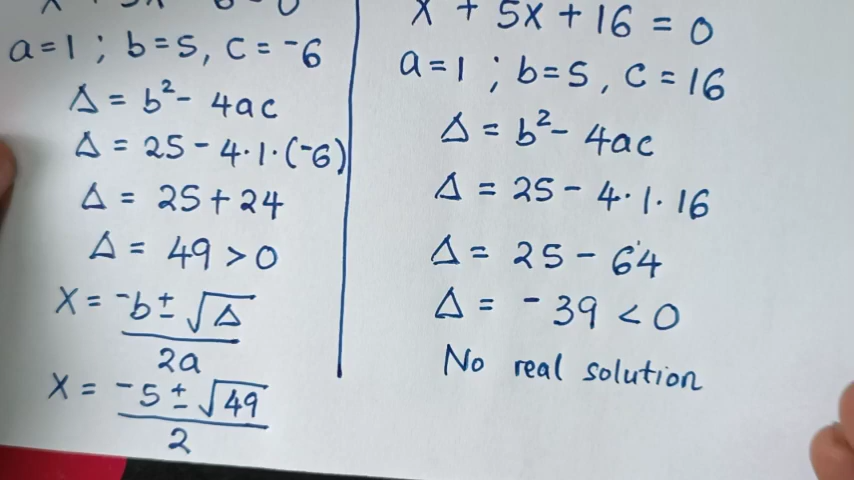 a=1 ; b=5, c=-6
Δ = b²- 4ac
Δ = 25 - 4·1·(-6)
Δ = 25 + 24
Δ = 49 > 0
x = -b ± √Δ / 2a
x = -5 ± √49 / 2
x + 5x + 16 = 0
a=1 ; b=5, c=16
Δ = b²- 4ac
Δ = 25 - 4·1·16
Δ = 25 - 64
Δ = -39 < 0
No real solution